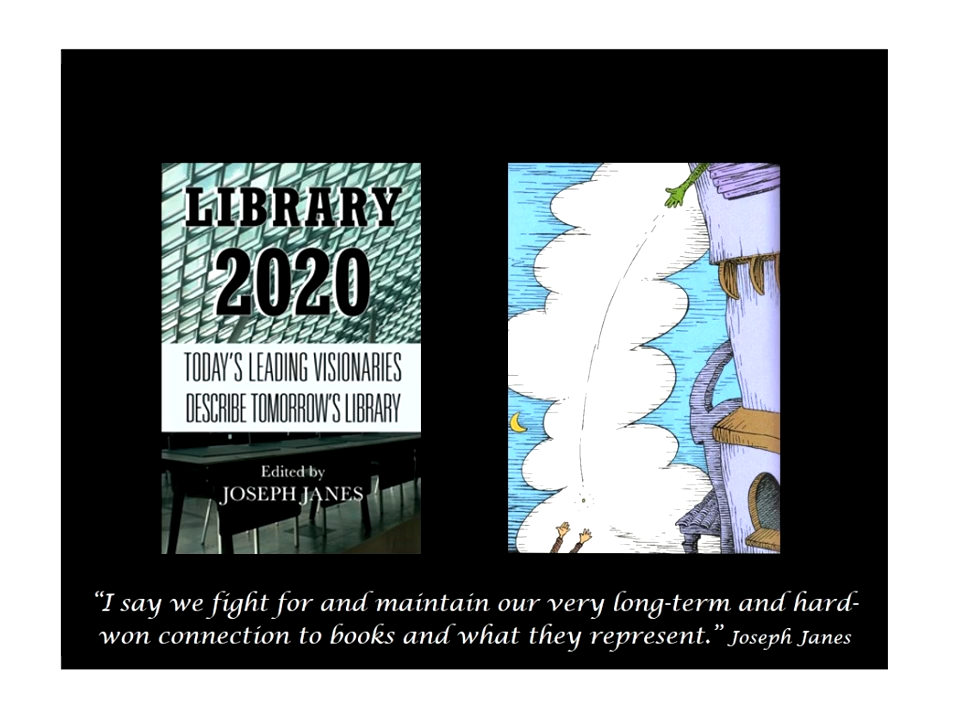 LIBRARY
2020
TODAY'S LEADING VISIONARIES
DESCRIBE TOMORROW'S LIBRARY
Edited by
JOSEPH JANES
“I say we fight for and maintain our very long-term and hard-
won connection to books and what they represent.” Joseph Janes